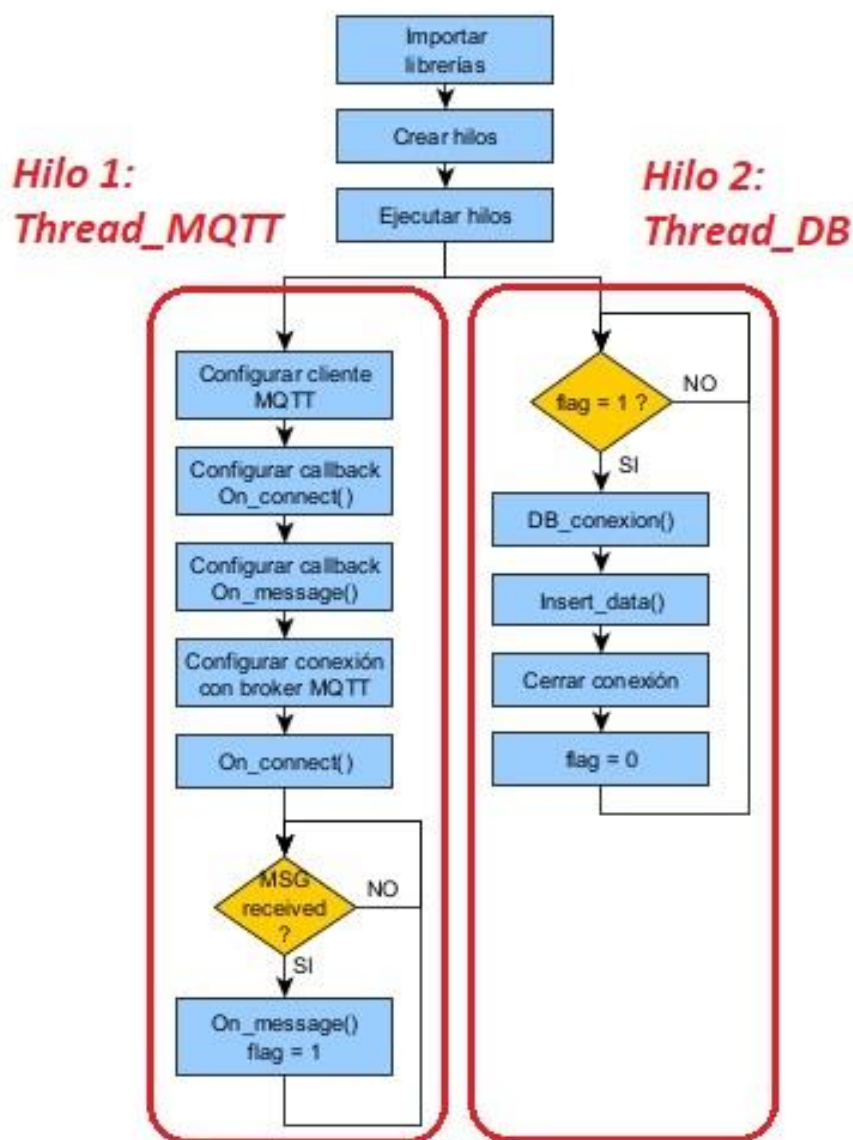 Importar
librerías
Crear hilos
Ejecutar hilos
Hilo 1:
Thread_MQTT
Hilo 2:
Thread_DB
Configurar cliente
MQTT
Configurar callback
On_connect()
Configurar callback
On_message()
Configurar conexión
con broker MQTT
On_connect()
MSG
received
?
NO
SI
On_message()
flag = 1
flag = 1 ?
NO
SI
DB_conexion()
Insert_data()
Cerrar conexión
flag = 0